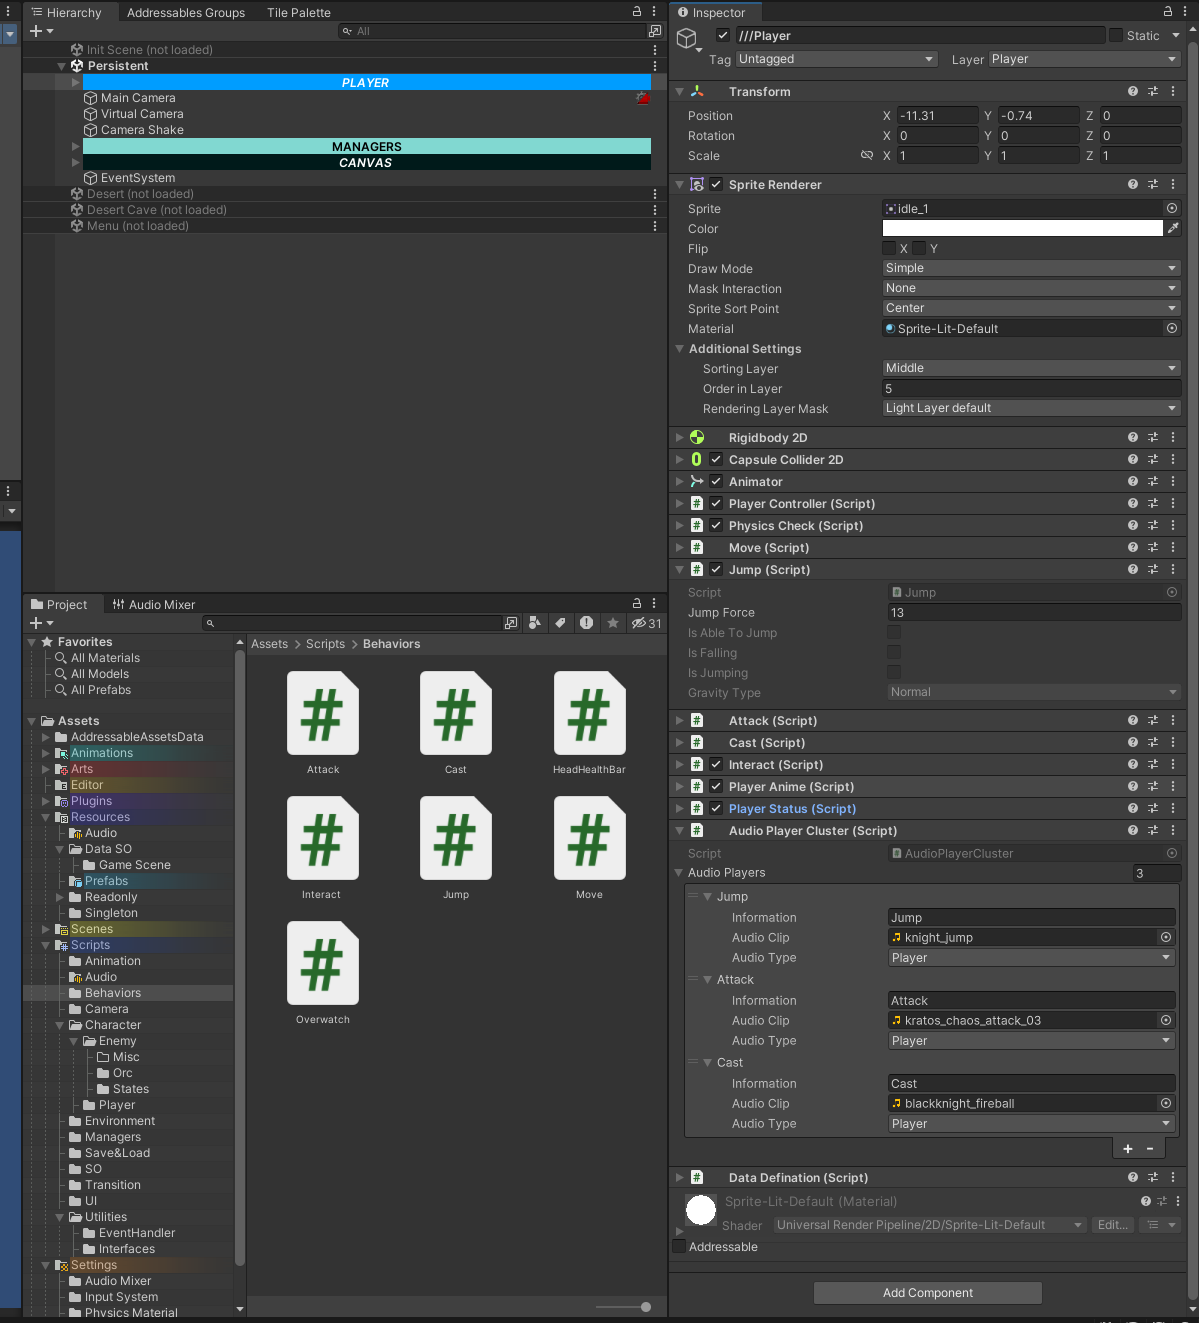 Hierarchy
Addressables Groups
Tile Palette
All
Init Scene (not loaded)
Persistent
PLAYER
Main Camera
Virtual Camera
Camera Shake
MANAGERS
CANVAS
EventSystem
Desert (not loaded)
Desert Cave (not loaded)
Menu (not loaded)
Project
Audio Mixer
31
Favorites
All Materials
All Models
All Prefabs
Assets
AddressableAssetsData
Animations
Arts
Editor
Plugins
Resources
Audio
Data SO
Game Scene
Prefabs
Readonly
Singleton
Scenes
Scripts
Animation
Audio
Behaviors
Camera
Character
Enemy
Misc
Orc
States
Player
Environment
Managers
Save&Load
SO
Transition
UI
Utilities
EventHandler
Interfaces
Settings
Audio Mixer
Input System
Physics Material
Assets > Scripts > Behaviors
Attack
Cast
HeadHealthBar
Interact
Jump
Move
Overwatch
Inspector
///Player
Static
Tag Untagged
Layer Player
Transform
Position X -11.31 Y -0.74 Z 0
Rotation X 0 Y 0 Z 0
Scale X 1 Y 1 Z 1
Sprite Renderer
Sprite idle_1
Color
Flip X Y
Draw Mode Simple
Mask Interaction None
Sprite Sort Point Center
Material Sprite-Lit-Default
Additional Settings
Sorting Layer Middle
Order in Layer 5
Rendering Layer Mask Light Layer default
Rigidbody 2D
Capsule Collider 2D
Animator
Player Controller (Script)
Physics Check (Script)
Move (Script)
Jump (Script)
Script Jump
Jump Force 13
Is Able To Jump
Is Falling
Is Jumping
Gravity Type Normal
Attack (Script)
Cast (Script)
Interact (Script)
Player Anime (Script)
Player Status (Script)
Audio Player Cluster (Script)
Script AudioPlayerCluster
Audio Players 3
Jump
Information Jump
Audio Clip knight_jump
Audio Type Player
Attack
Information Attack
Audio Clip kratos_chaos_attack_03
Audio Type Player
Cast
Information Cast
Audio Clip blackknight_fireball
Audio Type Player
+ -
Data Defination (Script)
Sprite-Lit-Default (Material)
Shader Universal Render Pipeline/2D/Sprite-Lit-Default Edit...
Addressable
Add Component